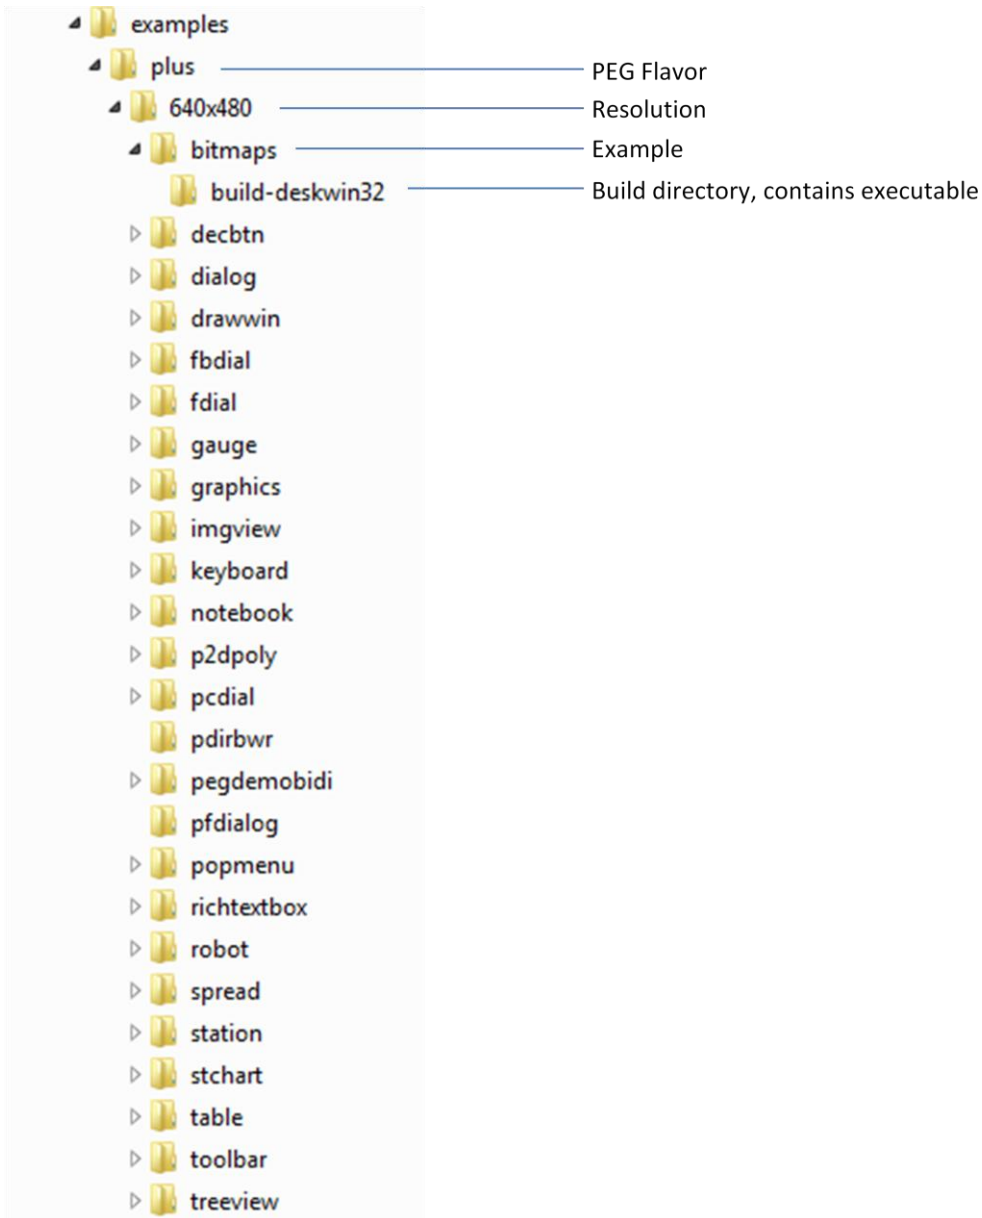 examples
plus PEG Flavor
640x480 Resolution
bitmaps Example
build-deskwin32 Build directory, contains executable
decbtn
dialog
drawwin
fbdial
fdial
gauge
graphics
imgview
keyboard
notebook
p2dpoly
pcdial
pdirbwr
pegdemobidi
pfdialog
popmenu
richtextbox
robot
spread
station
stchart
table
toolbar
treeview